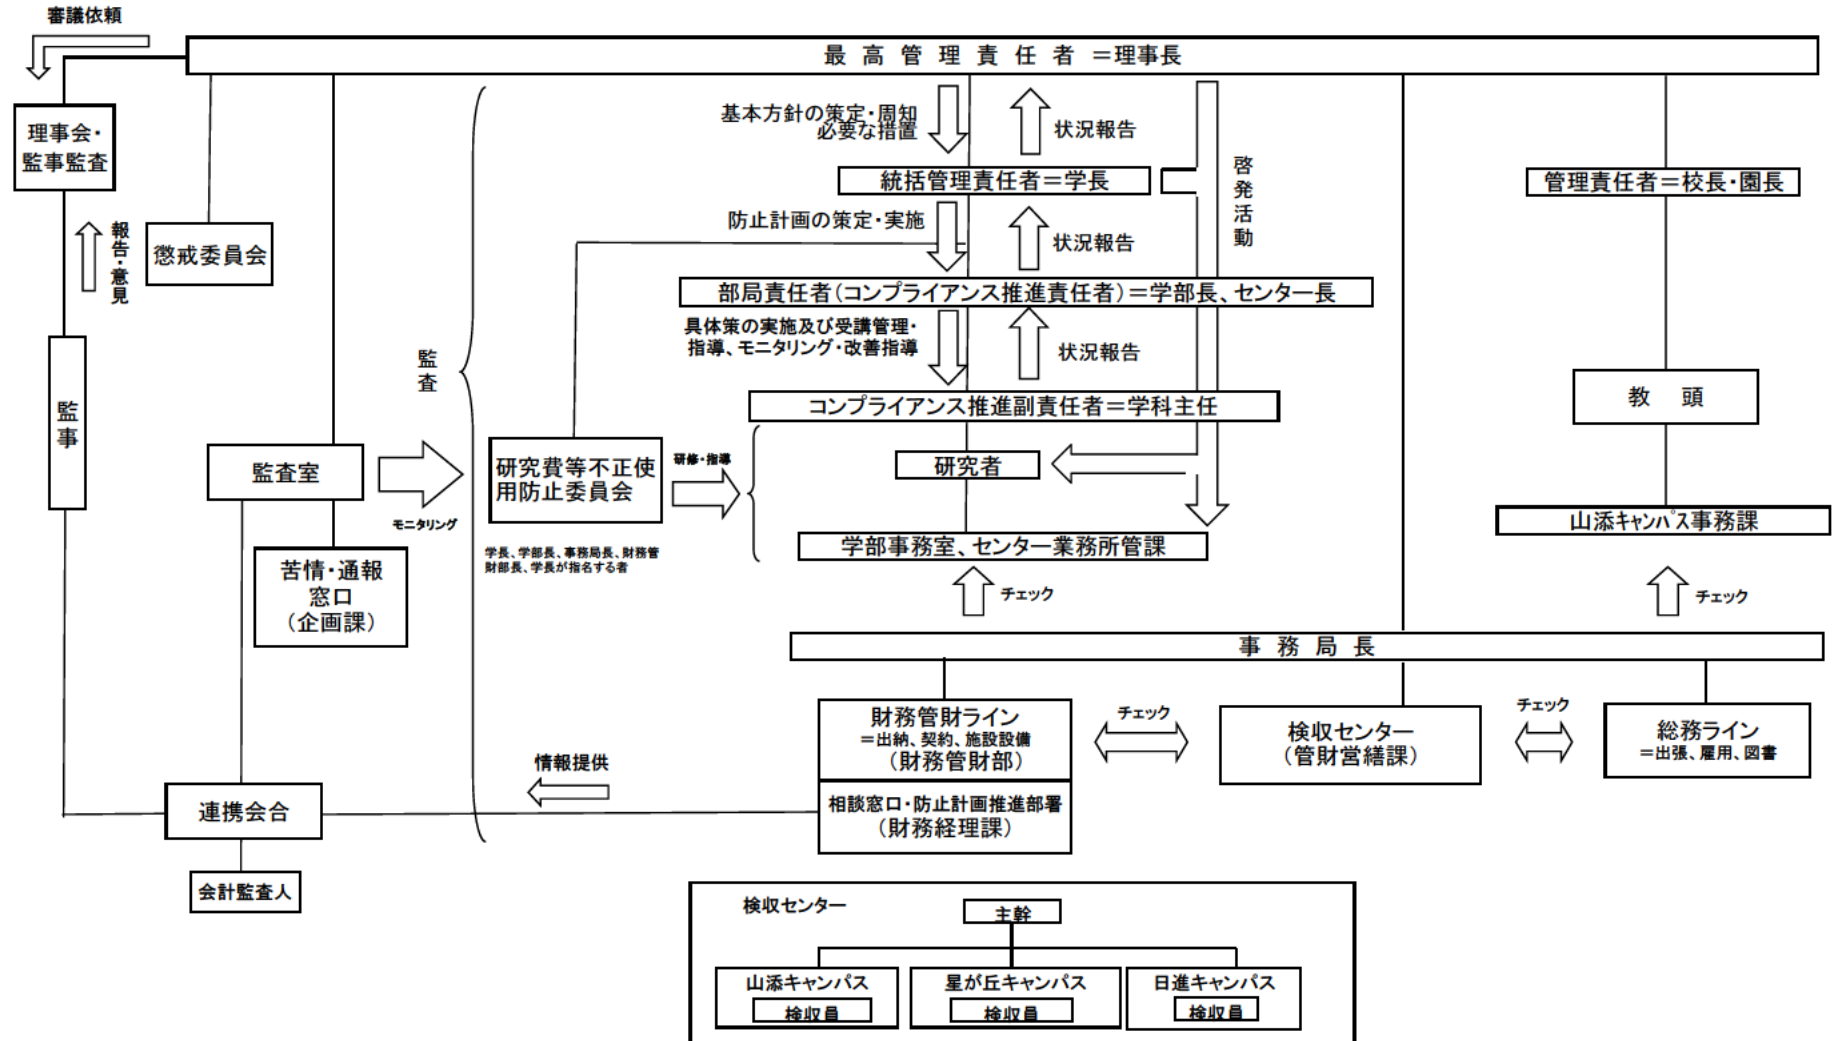 審議依頼
最高管理責任者＝理事長
基本方針の策定・周知
必要な措置
状況報告
理事会・
監事監査
統括管理責任者＝学長
啓発活動
管理責任者＝校長・園長
防止計画の策定・実施
状況報告
報告・意見
懲戒委員会
部局責任者（コンプライアンス推進責任者）＝学部長、センター長
具体策の実施及び受講管理・
指導、モニタリング・改善指導
状況報告
監査
監事
コンプライアンス推進副責任者＝学科主任
教頭
監査室
モニタリング
研究費等不正使
用防止委員会
研修・指導
研究者
学長、学部長、事務局長、財務管
財部長、学長が指名する者
学部事務室、センター業務所管課
山添キャンパス事務課
苦情・通報
窓口
（企画課）
チェック
チェック
事務局長
財務管財ライン
＝出納、契約、施設設備
（財務管財部）
チェック
検収センター
（管財営繕課）
チェック
総務ライン
＝出張、雇用、図書
情報提供
相談窓口・防止計画推進部署
（財務経理課）
連携会合
会計監査人
検収センター
主幹
山添キャンパス
検収員
星が丘キャンパス
検収員
日進キャンパス
検収員